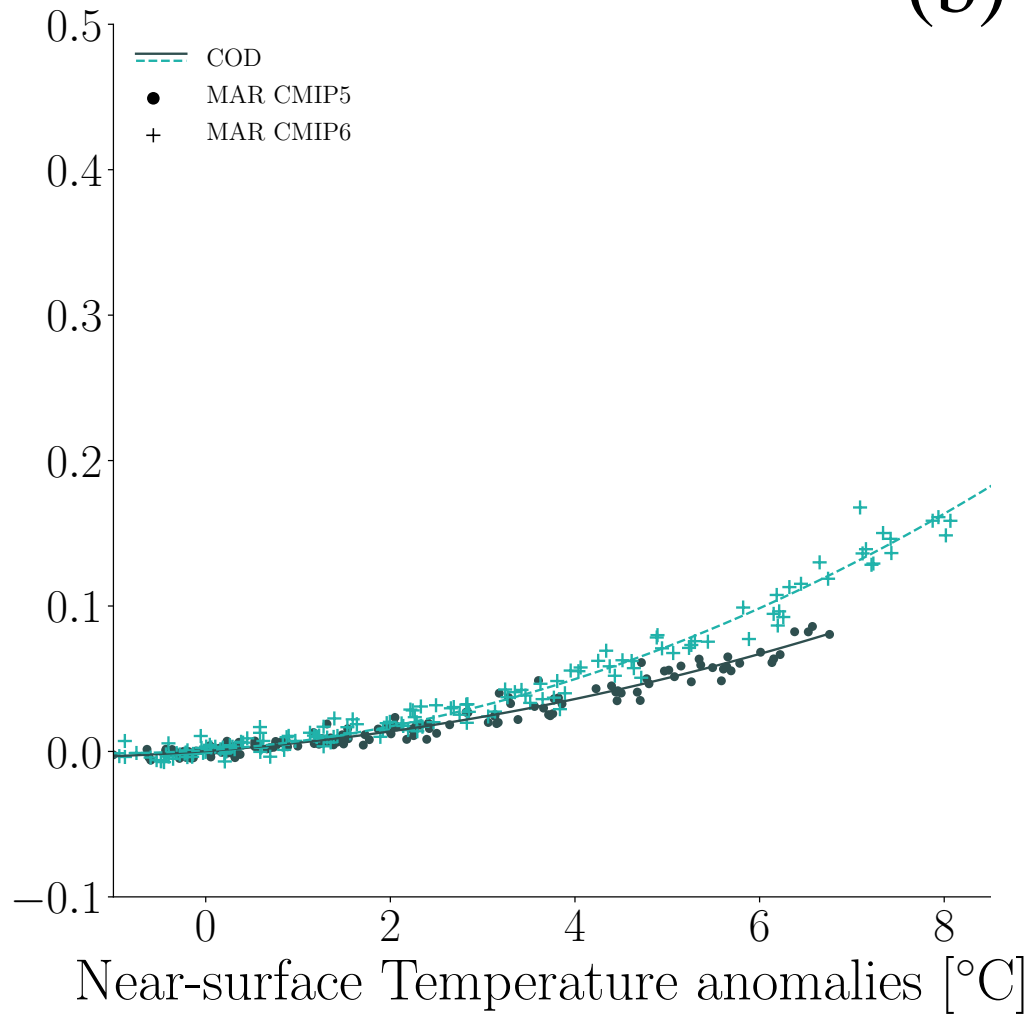 (b)
0.5
COD
MAR CMIP5
MAR CMIP6
0.4
0.3
0.2
0.1
0.0
−0.1
0 2 4 6 8
Near-surface Temperature anomalies [°C]